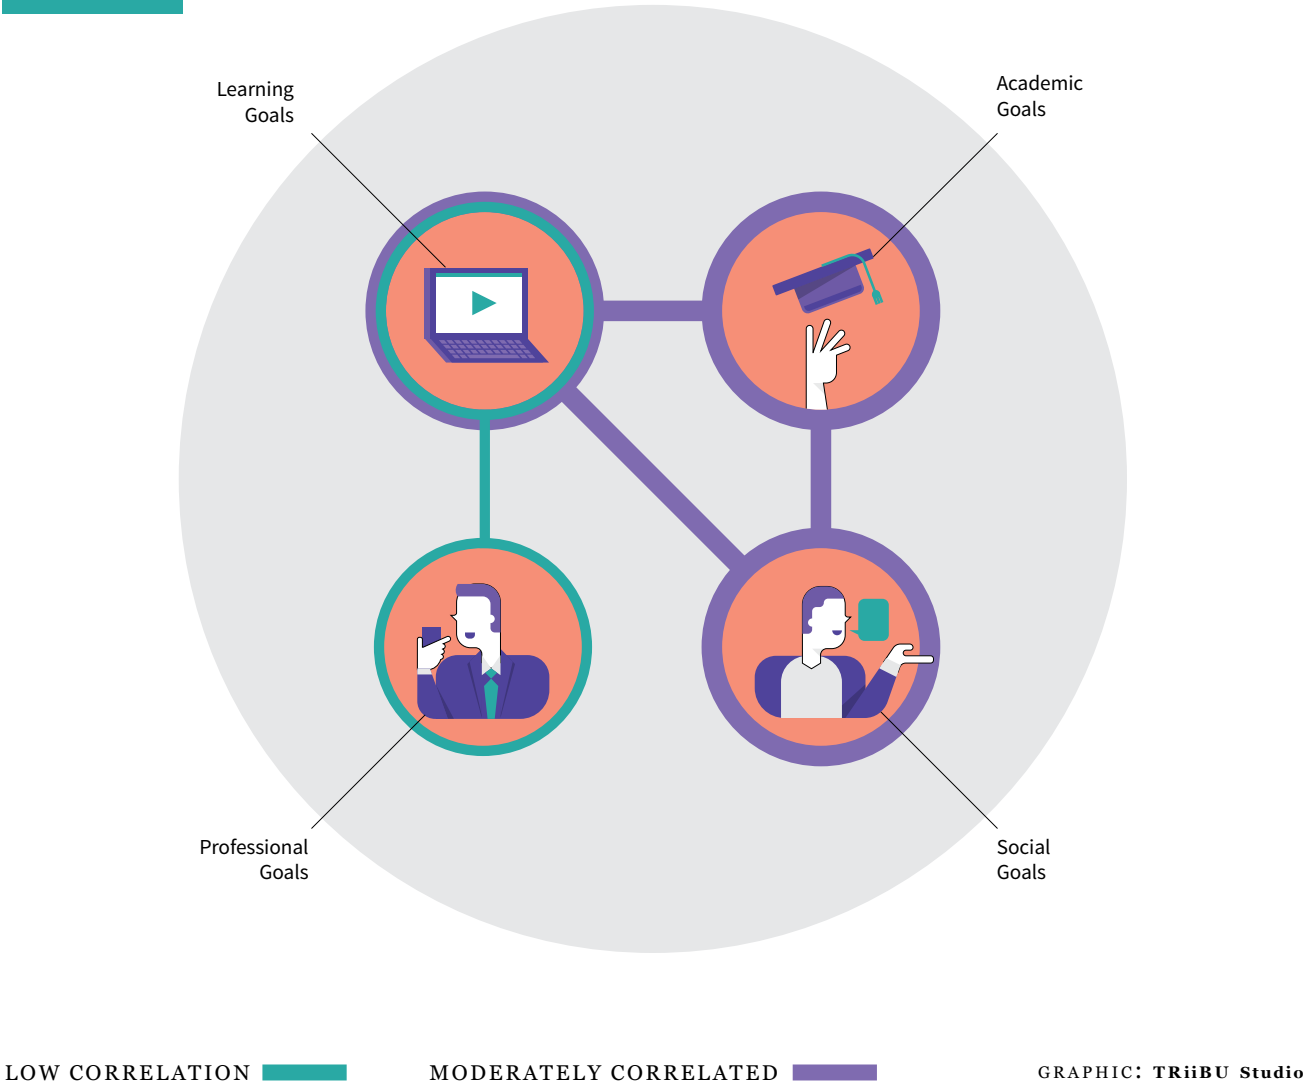 Learning
Goals
Academic
Goals
Professional
Goals
Social
Goals
LOW CORRELATION
MODERATELY CORRELATED
GRAPHIC: TRiiBU Studio